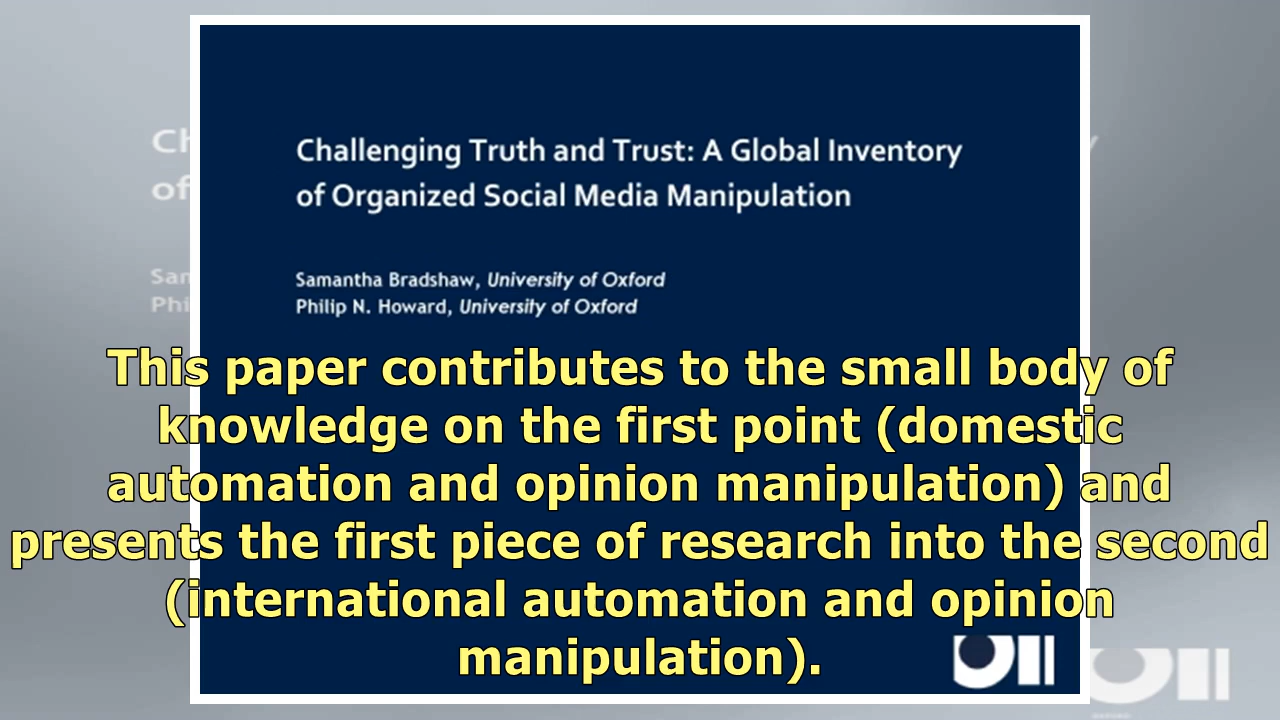 Challenging Truth and Trust: A Global Inventory
of Organized Social Media Manipulation
Samantha Bradshaw, University of Oxford
Philip N. Howard, University of Oxford
This paper contributes to the small body of
knowledge on the first point (domestic
automation and opinion manipulation) and
presents the first piece of research into the second
(international automation and opinion
manipulation).
OII